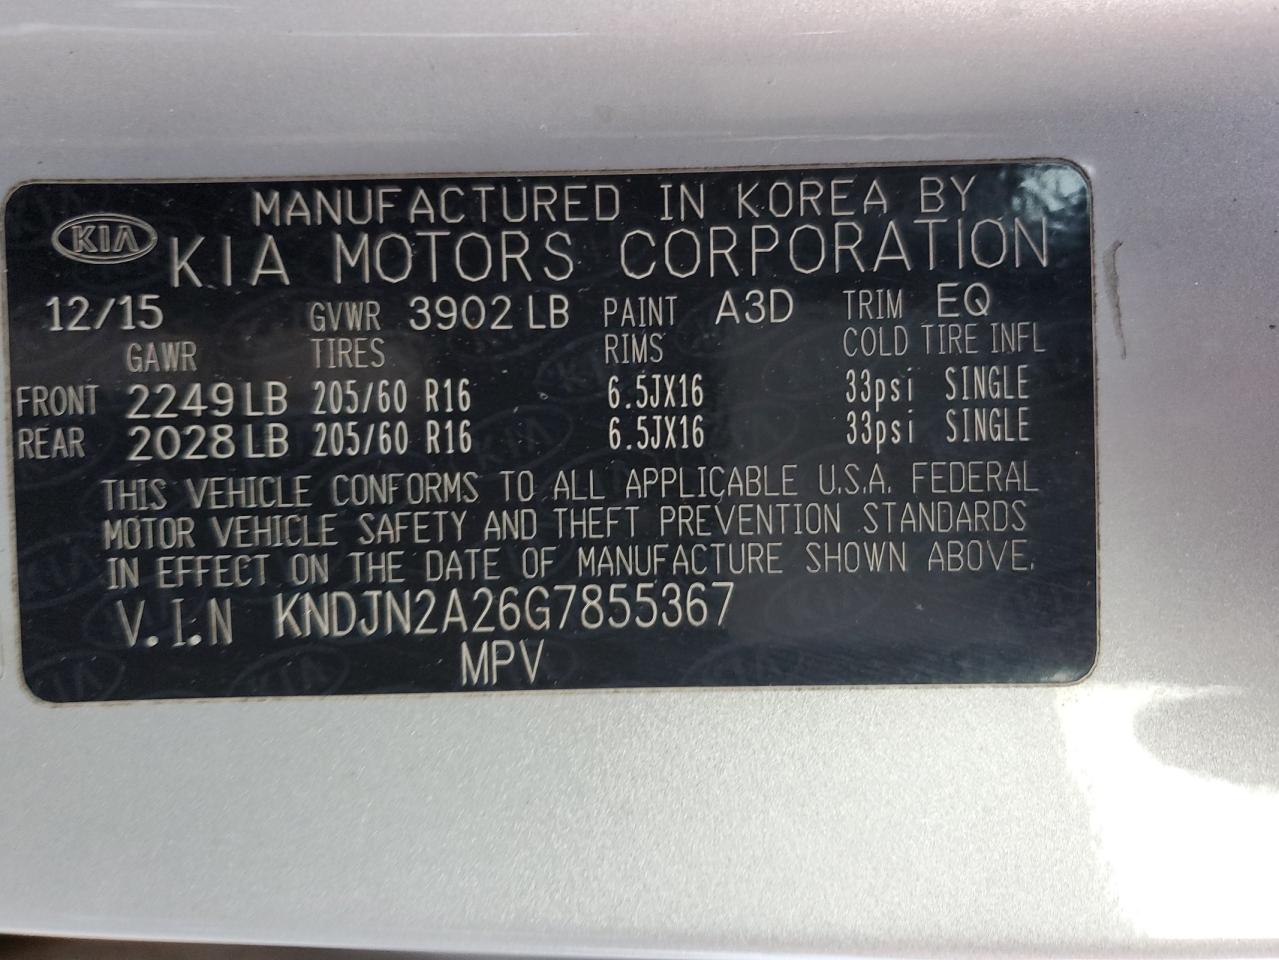 MANUFACTURED IN KOREA BY
KIA KIA MOTORS CORPORATION
12/15 GVWR 3902 LB PAINT A3D TRIM EQ
GAWR TIRES RIMS COLD TIRE INFL
FRONT 2249 LB 205/60 R16 6.5JX16 33psi SINGLE
REAR 2028 LB 205/60 R16 6.5JX16 33psi SINGLE
THIS VEHICLE CONFORMS TO ALL APPLICABLE U.S.A. FEDERAL
MOTOR VEHICLE SAFETY AND THEFT PREVENTION STANDARDS
IN EFFECT ON THE DATE OF MANUFACTURE SHOWN ABOVE.
V.I.N KNDJN2A26G7855367
MPV